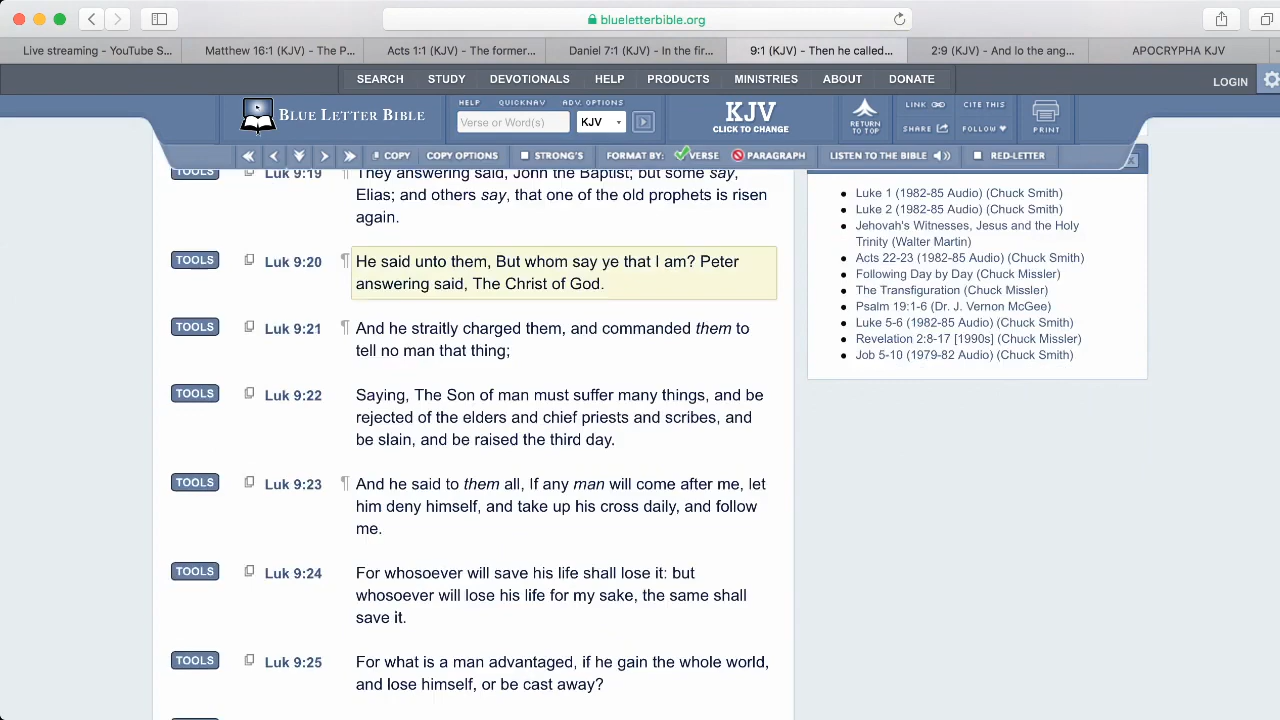 blueletterbible.org
Live streaming - YouTube S...
Matthew 16:1 (KJV) - The P...
Acts 1:1 (KJV) - The former...
Daniel 7:1 (KJV) - In the fir...
9:1 (KJV) - Then he called...
2:9 (KJV) - And lo the ang...
APOCRYPHA KJV
SEARCH STUDY DEVOTIONALS HELP PRODUCTS MINISTRIES ABOUT DONATE
LOGIN
BLUE LETTER BIBLE
HELP QUICKNAV ADV. OPTIONS
Verse or Word(s)
KJV
KJV
CLICK TO CHANGE
RETURN
TO TOP
LINK
CITE THIS
SHARE
FOLLOW
PRINT
COPY COPY OPTIONS STRONG'S FORMAT BY: VERSE PARAGRAPH LISTEN TO THE BIBLE RED-LETTER
TOOLS Luk 9:19 ¶ They answering said, John the Baptist; but some say,
Elias; and others say, that one of the old prophets is risen
again.
TOOLS Luk 9:20 ¶ He said unto them, But whom say ye that I am? Peter
answering said, The Christ of God.
TOOLS Luk 9:21 ¶ And he straitly charged them, and commanded them to
tell no man that thing;
TOOLS Luk 9:22 Saying, The Son of man must suffer many things, and be
rejected of the elders and chief priests and scribes, and
be slain, and be raised the third day.
TOOLS Luk 9:23 ¶ And he said to them all, If any man will come after me, let
him deny himself, and take up his cross daily, and follow
me.
TOOLS Luk 9:24 For whosoever will save his life shall lose it: but
whosoever will lose his life for my sake, the same shall
save it.
TOOLS Luk 9:25 For what is a man advantaged, if he gain the whole world,
and lose himself, or be cast away?
Luke 1 (1982-85 Audio) (Chuck Smith)
Luke 2 (1982-85 Audio) (Chuck Smith)
Jehovah's Witnesses, Jesus and the Holy
Trinity (Walter Martin)
Acts 22-23 (1982-85 Audio) (Chuck Smith)
Following Day by Day (Chuck Missler)
The Transfiguration (Chuck Missler)
Psalm 19:1-6 (Dr. J. Vernon McGee)
Luke 5-6 (1982-85 Audio) (Chuck Smith)
Revelation 2:8-17 [1990s] (Chuck Missler)
Job 5-10 (1979-82 Audio) (Chuck Smith)